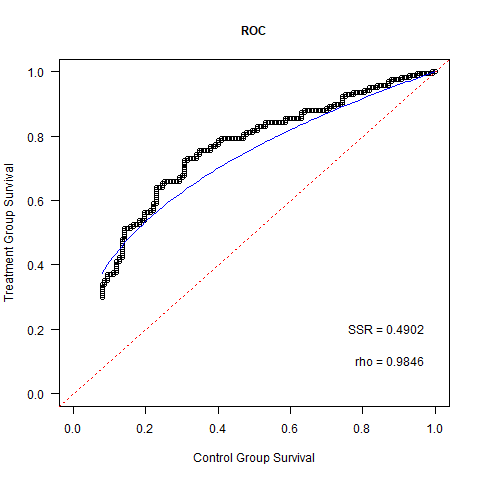 ROC
1.0
0.8
0.6
0.4
0.2
0.0
Treatment Group Survival
SSR = 0.4902
rho = 0.9846
0.0 0.2 0.4 0.6 0.8 1.0
Control Group Survival